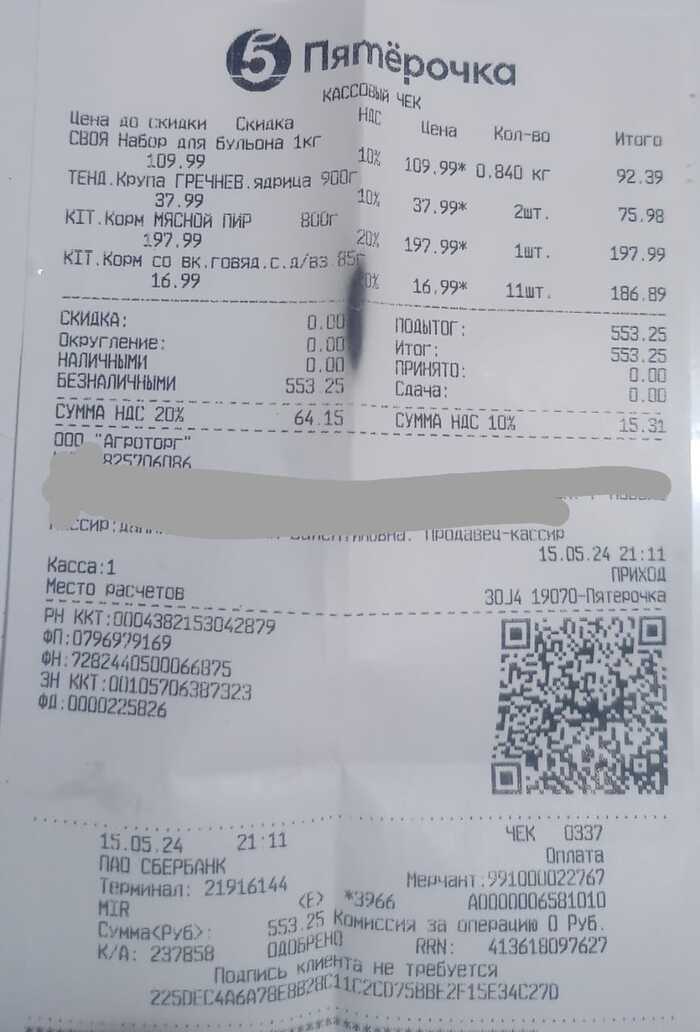 5 Пятёрочка
КАССОВЫЙ ЧЕК
Цена до скидки Скидка НДС Цена Кол-во Итого
СВОЯ Набор для бульона 1кг
109.99 10% 109.99* 0.840 кг 92.39
ТЕНД.Крупа ГРЕЧНЕВ.ядрица 900г
37.99 10% 37.99* 2шт. 75.98
KIT.Корм МЯСНОЙ ПИР 800г
197.99 20% 197.99* 1шт. 197.99
KIT.Корм со вк.говяд.с.д/вз.85г
16.99 16.99* 11шт. 186.89
СКИДКА: 0.00 ПОДЫТОГ: 553.25
Округление: 0.00 Итог: 553.25
НАЛИЧНЫМИ 0.00 ПРИНЯТО: 0.00
БЕЗНАЛИЧНЫМИ 553.25 Сдача: 0.00
СУММА НДС 20% 64.15 СУММА НДС 10% 15.31
ООО "Агроторг"
825706086
Продавец-кассир
15.05.24 21:11
Касса:1 ПРИХОД
Место расчетов 30J4 19070-Пятерочка
РН ККТ:0004382153042879
ФП:0796979169
ФН:7282440500066875
ЗН ККТ:00105706387323
ФД:0000225826
15.05.24 21:11 ЧЕК 0337
ПАО СБЕРБАНК Оплата
Терминал: 21916144 Мерчант:991000022767
MIR <E> *3966 A0000006581010
Сумма<Руб>: 553.25 Комиссия за операцию 0 Руб.
К/А: 237858 ОДОБРЕНО RRN: 413618097627
Подпись клиента не требуется
225DEC4A6A78E8B28C11C2CD75BBE2F15E34C27D